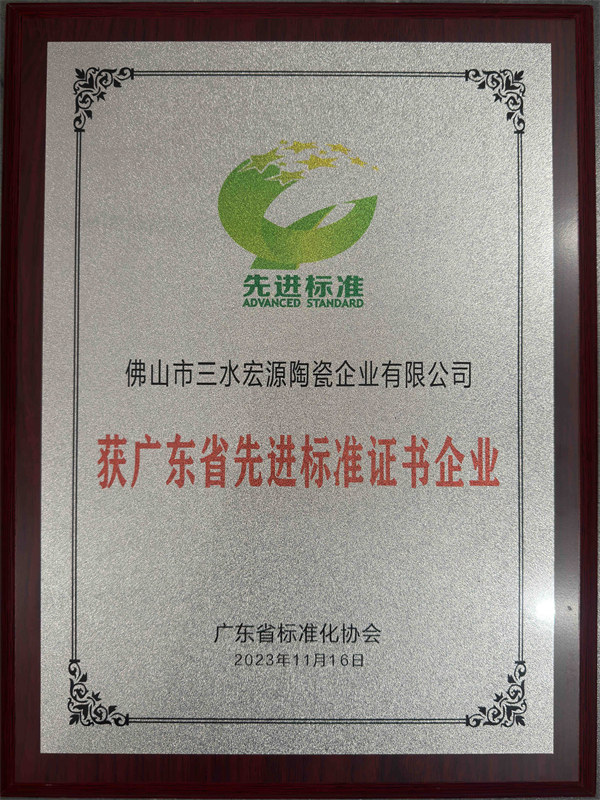 先进标准
ADVANCED STANDARD
佛山市三水宏源陶瓷企业有限公司
获广东省先进标准证书企业
广东省标准化协会
2023年11月16日